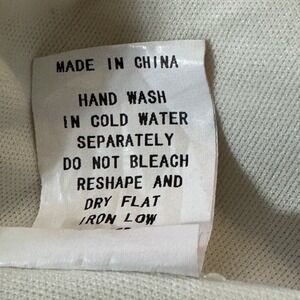 MADE IN CHINA
HAND WASH
IN COLD WATER
SEPARATELY
DO NOT BLEACH
RESHAPE AND
DRY FLAT
IRON LOW